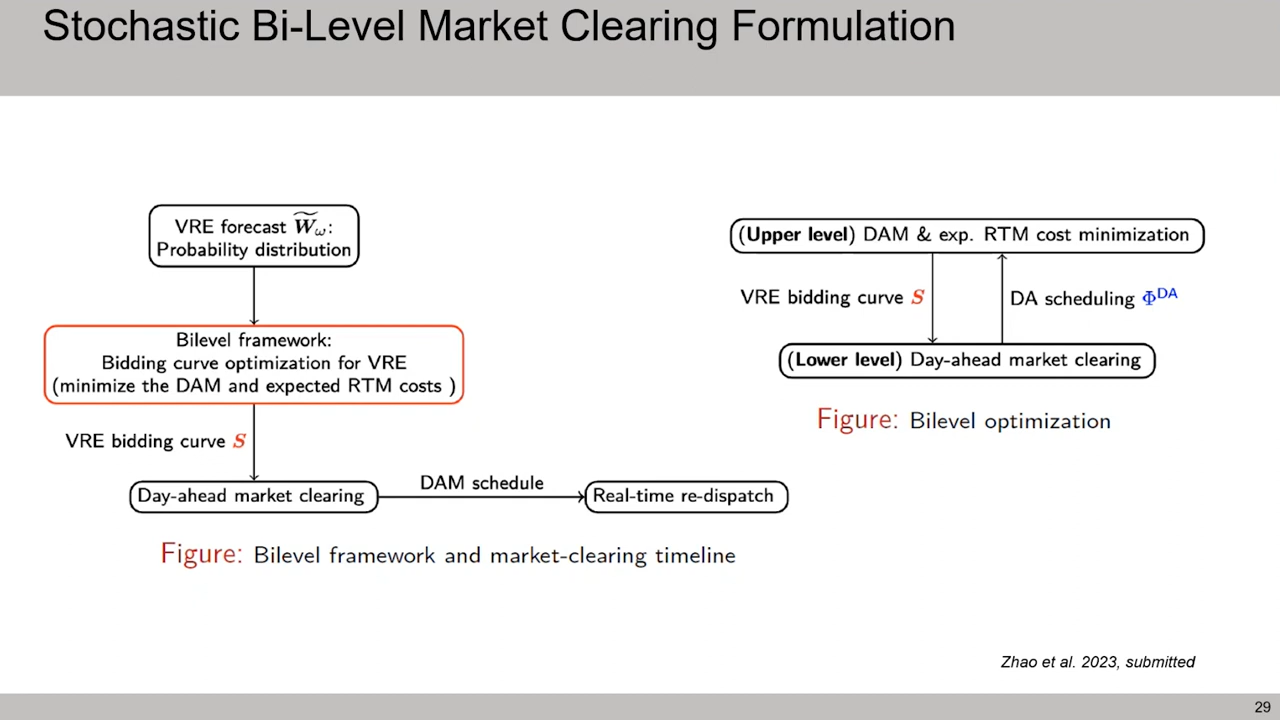 Stochastic Bi-Level Market Clearing Formulation
VRE forecast W̃ω:
Probability distribution
Bilevel framework:
Bidding curve optimization for VRE
(minimize the DAM and expected RTM costs )
VRE bidding curve S
Day-ahead market clearing
DAM schedule
Real-time re-dispatch
Figure: Bilevel framework and market-clearing timeline
(Upper level) DAM & exp. RTM cost minimization
VRE bidding curve S
DA scheduling Φ^DA
(Lower level) Day-ahead market clearing
Figure: Bilevel optimization
Zhao et al. 2023, submitted
29